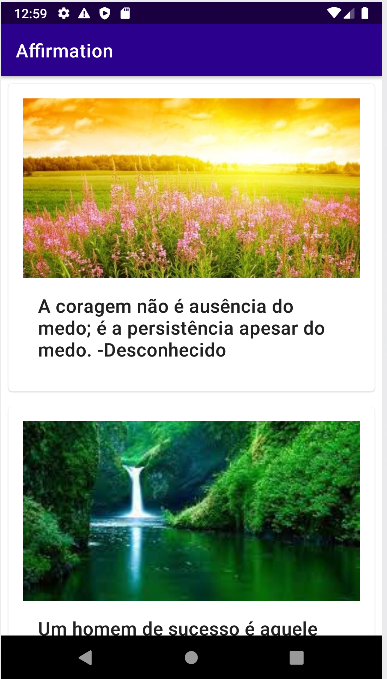 12:59
Affirmation
A coragem não é ausência do
medo; é a persistência apesar do
medo. -Desconhecido
Um homem de sucesso é aquele